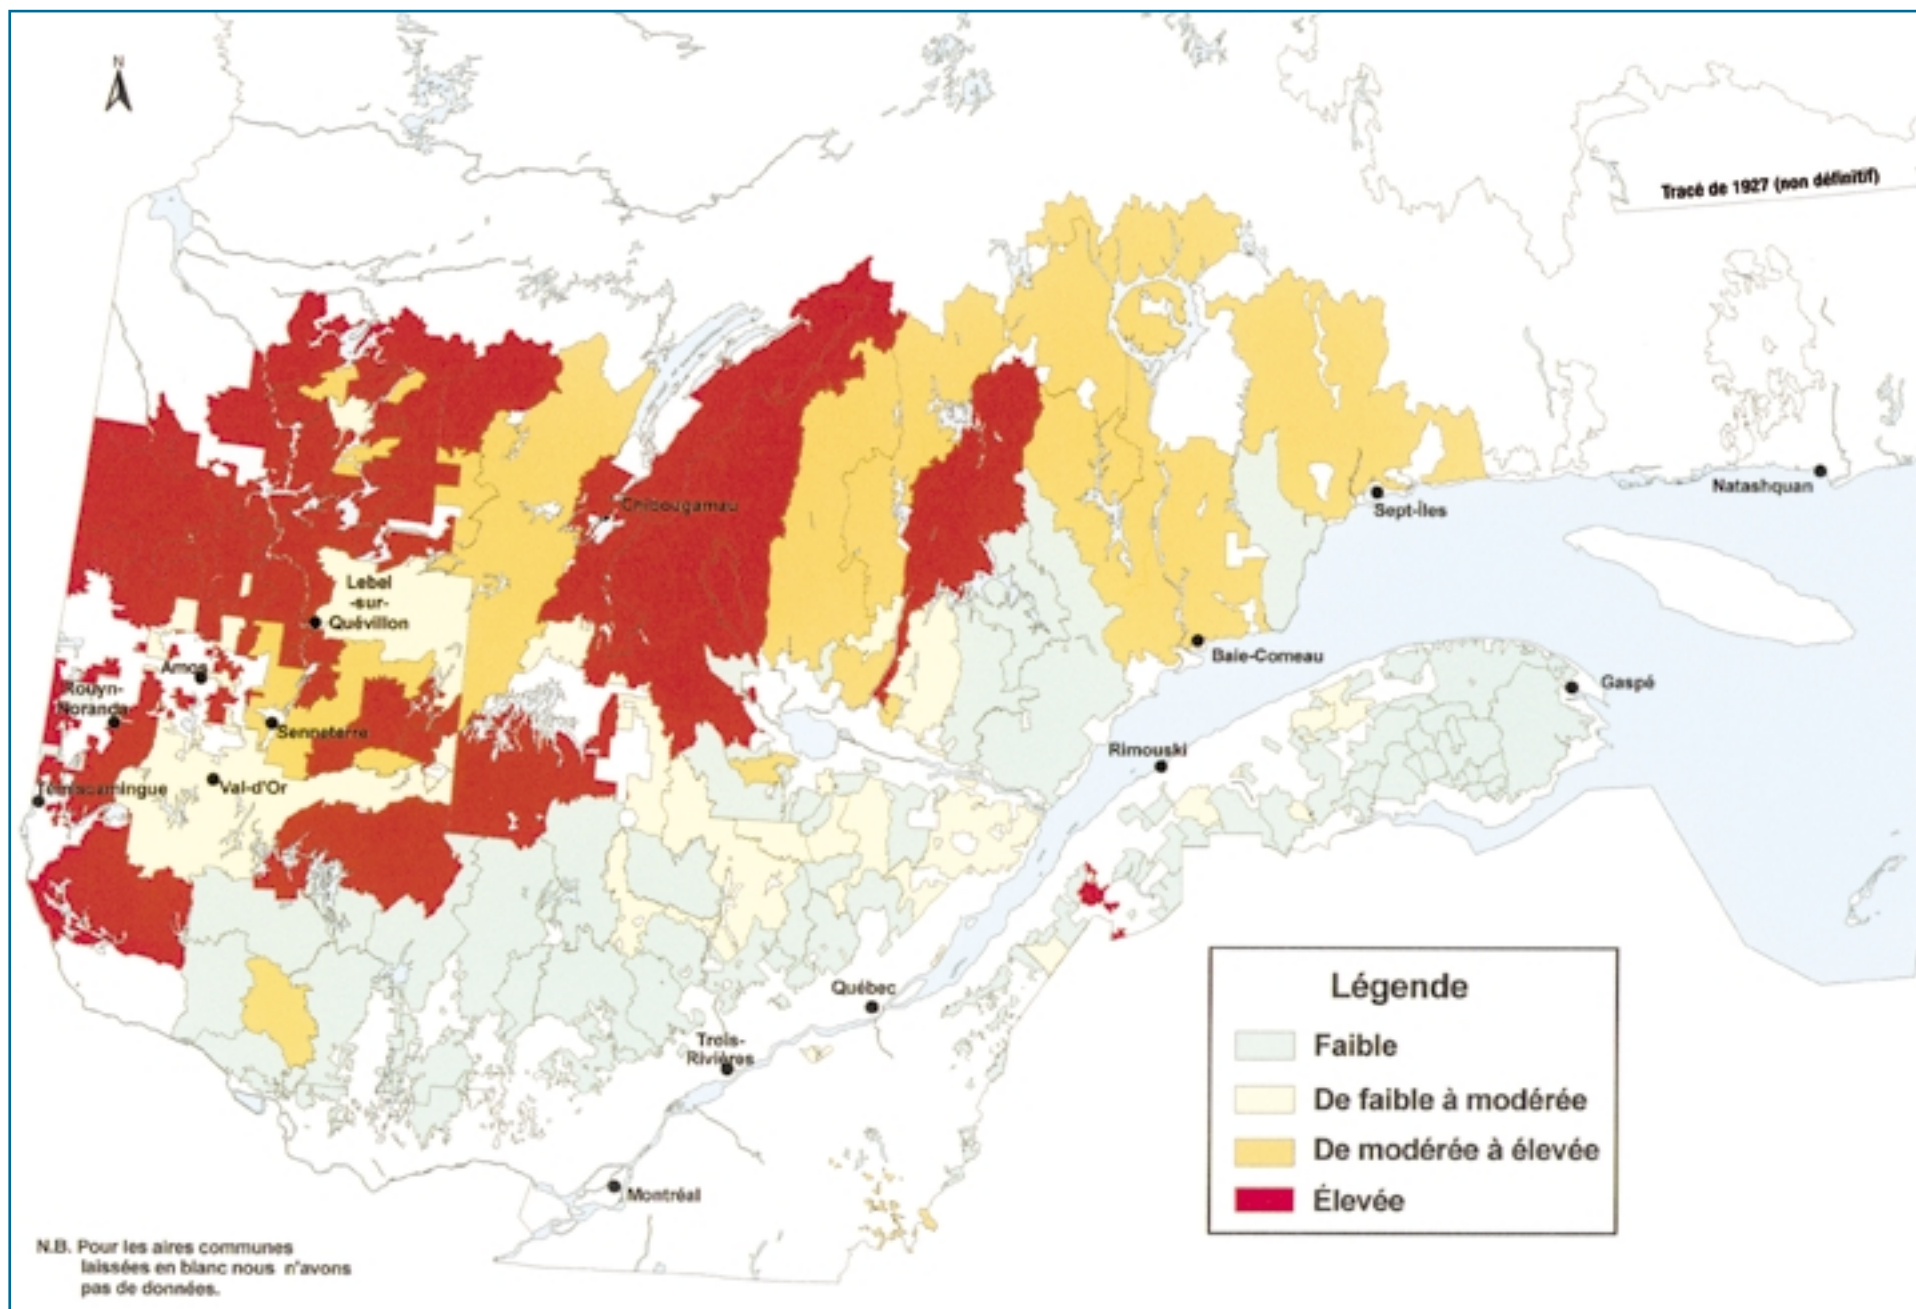 N
Tracé de 1927 (non définitif)
Natashquan
Sept-Îles
Chibougamau
Lebel
-sur-
Quévillon
Baie-Comeau
Amos
Gaspé
Rouyn-
Noranda
Senneterre
Rimouski
Val-d'Or
Témiscamingue
Québec
Trois-
Rivières
Montréal
Légende
Faible
De faible à modérée
De modérée à élevée
Élevée
N.B. Pour les aires communes
laissées en blanc nous n'avons
pas de données.